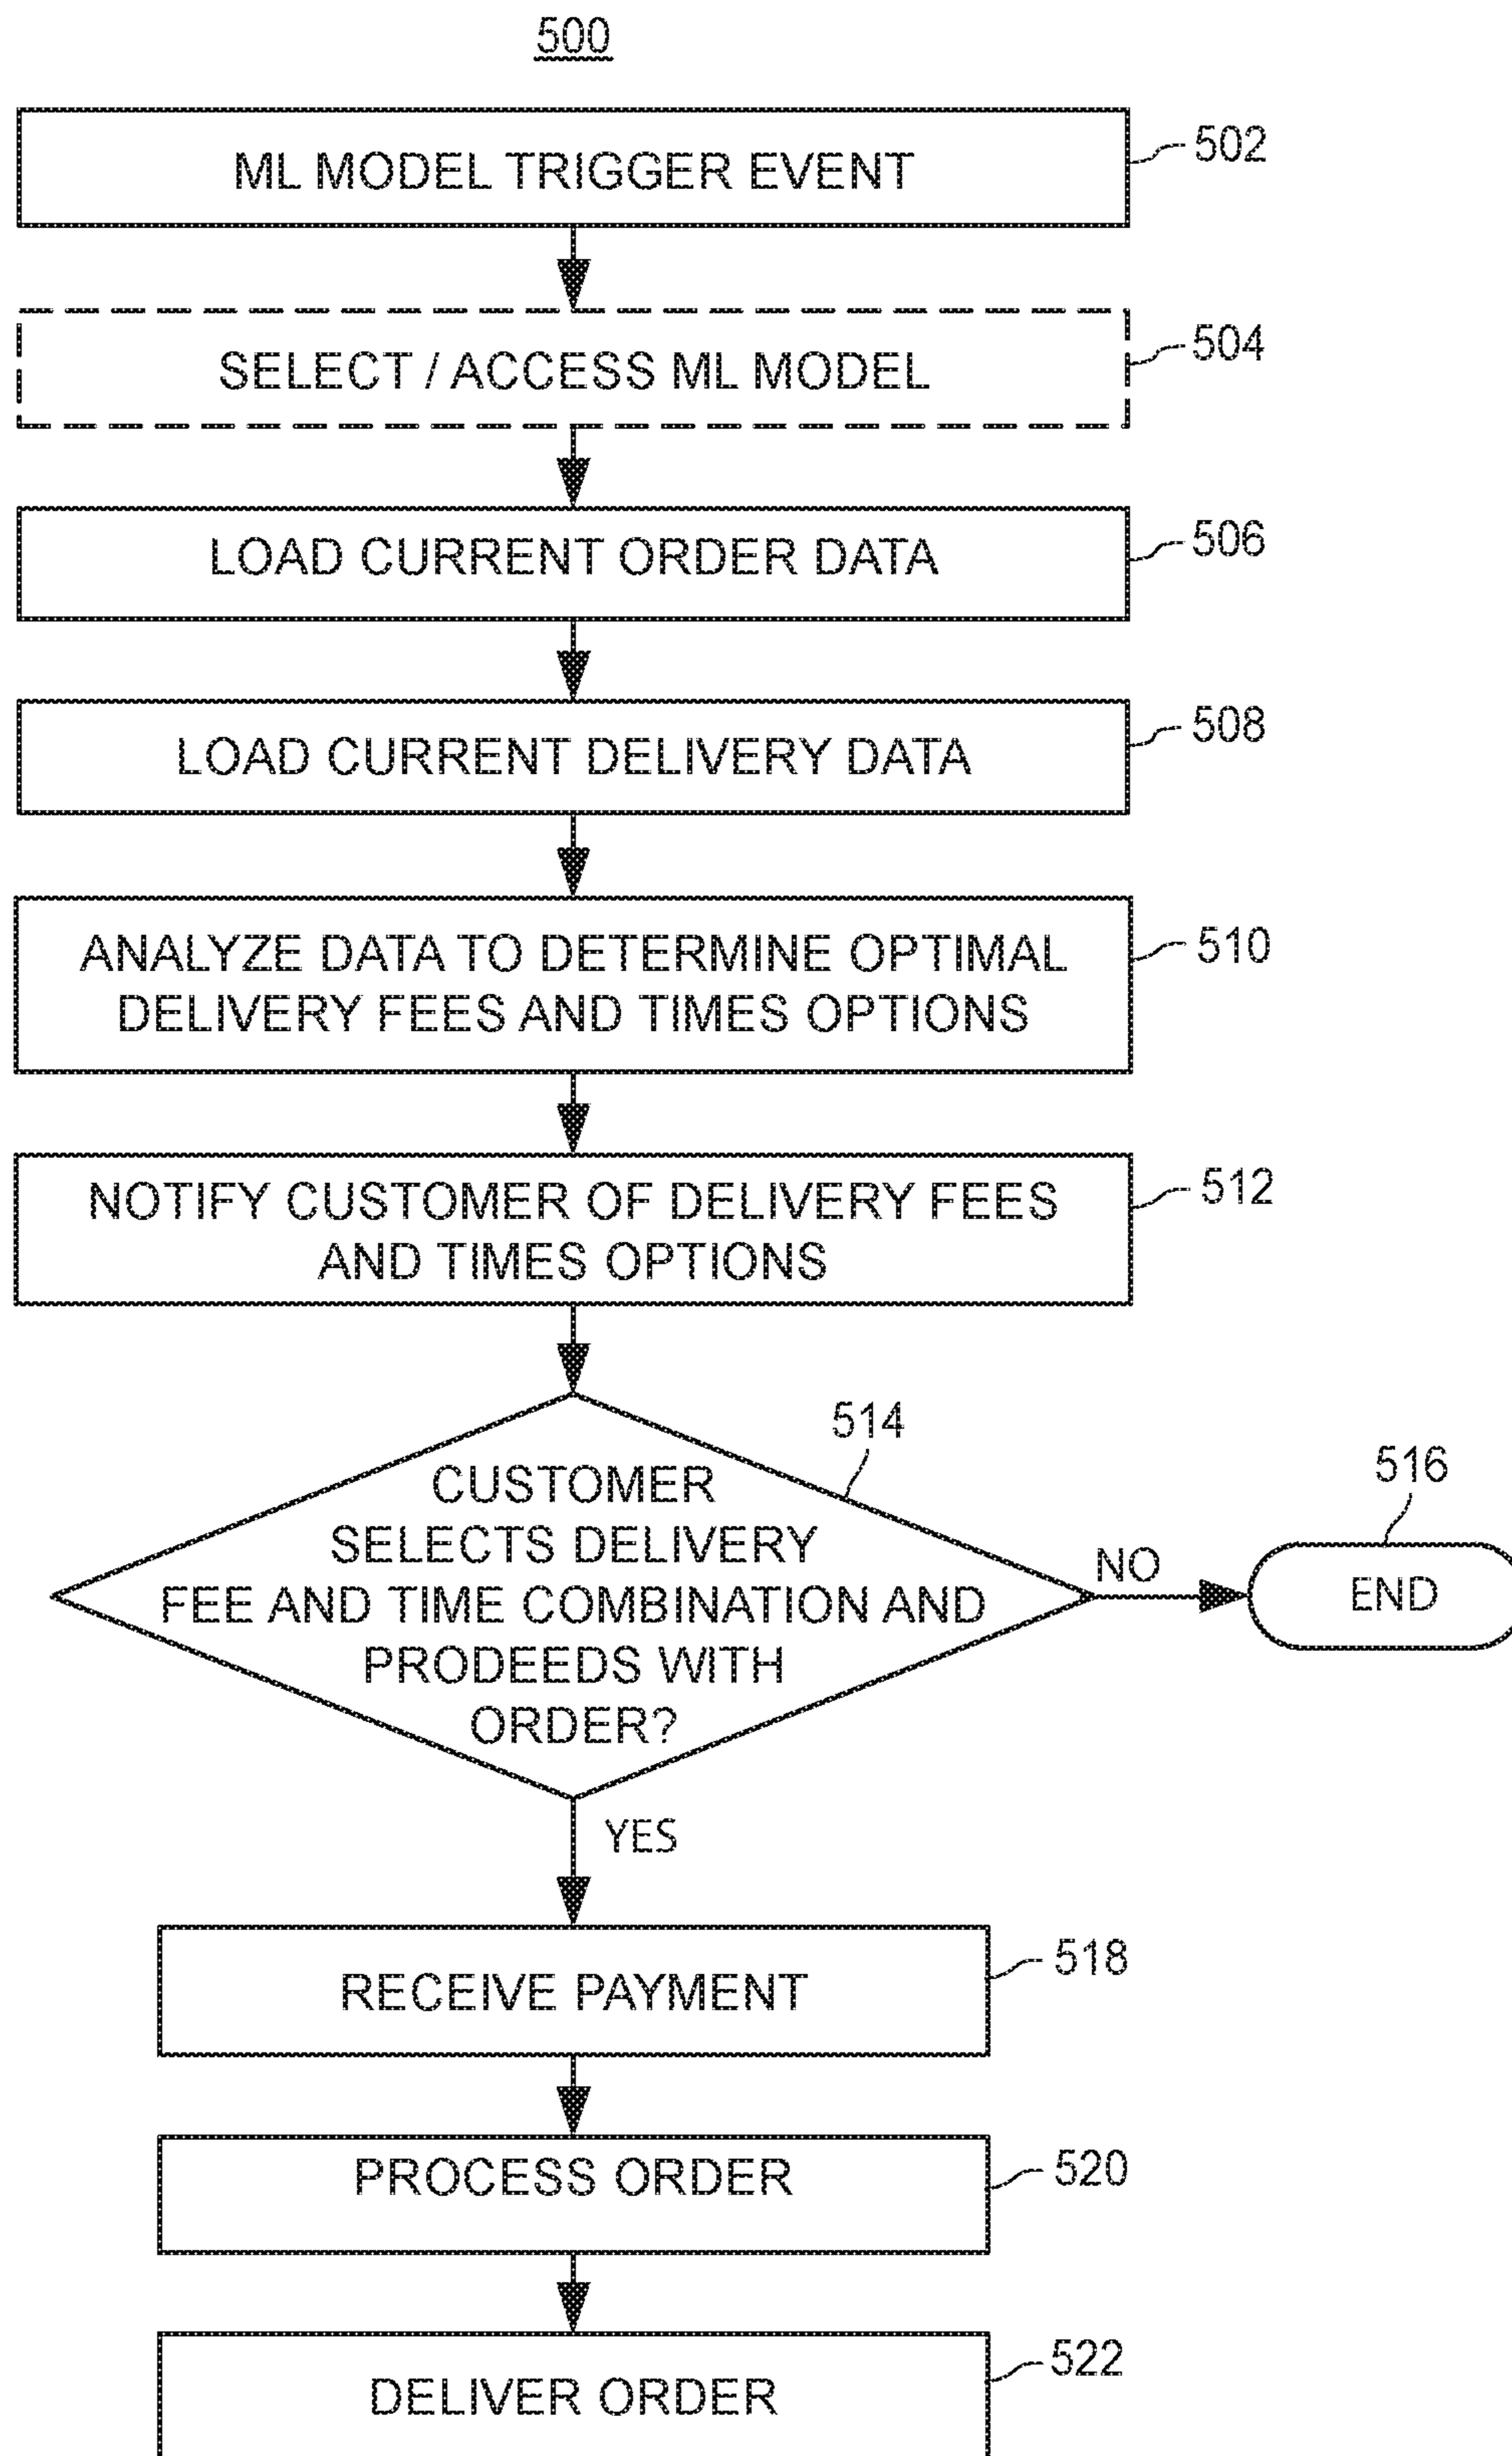 500
ML MODEL TRIGGER EVENT
502
SELECT / ACCESS ML MODEL
504
LOAD CURRENT ORDER DATA
506
LOAD CURRENT DELIVERY DATA
508
ANALYZE DATA TO DETERMINE OPTIMAL
DELIVERY FEES AND TIMES OPTIONS
510
NOTIFY CUSTOMER OF DELIVERY FEES
AND TIMES OPTIONS
512
CUSTOMER
SELECTS DELIVERY
FEE AND TIME COMBINATION AND
PRODEEDS WITH
ORDER?
514
NO
END
516
YES
RECEIVE PAYMENT
518
PROCESS ORDER
520
DELIVER ORDER
522